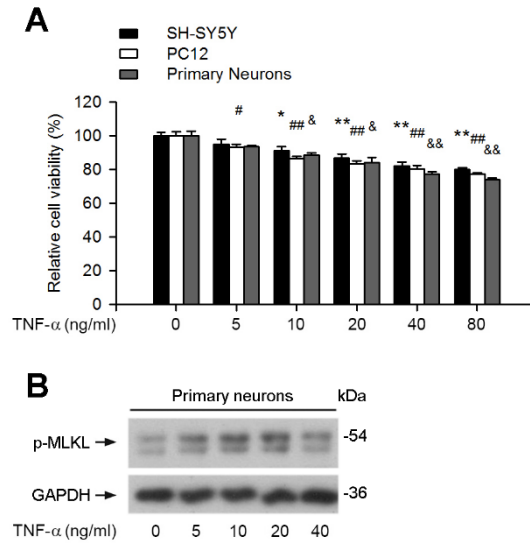 A
SH-SY5Y
PC12
Primary Neurons
Relative cell viability (%)
120
100
80
60
40
20
0
# * ## & ** ## & ** ## && ** ## &&
TNF-α (ng/ml) 0 5 10 20 40 80
B
Primary neurons kDa
p-MLKL -54
GAPDH -36
TNF-α (ng/ml) 0 5 10 20 40